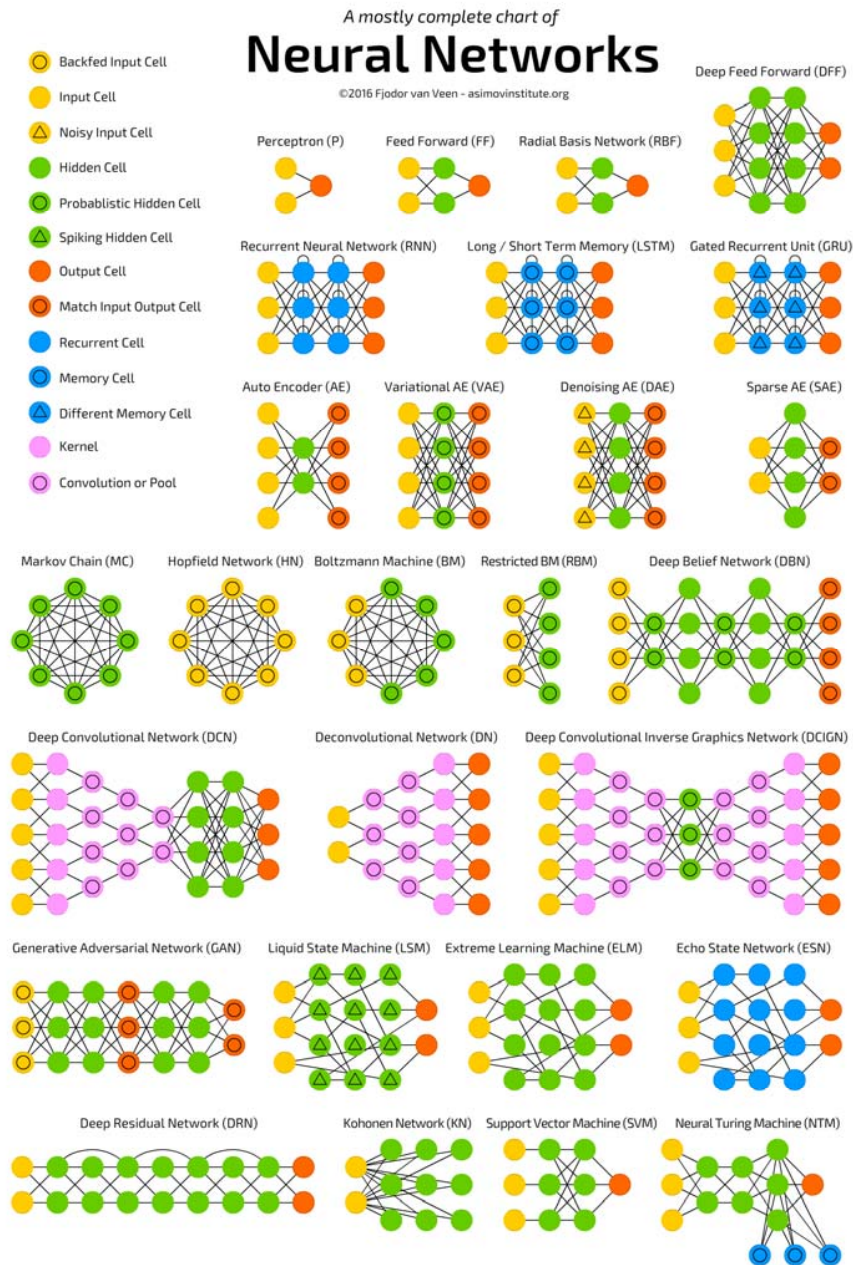 A mostly complete chart of
Neural Networks
©2016 Fjodor van Veen - asimovinstitute.org
Backfed Input Cell
Input Cell
Noisy Input Cell
Hidden Cell
Probablistic Hidden Cell
Spiking Hidden Cell
Output Cell
Match Input Output Cell
Recurrent Cell
Memory Cell
Different Memory Cell
Kernel
Convolution or Pool
Deep Feed Forward (DFF)
Perceptron (P)
Feed Forward (FF)
Radial Basis Network (RBF)
Recurrent Neural Network (RNN)
Long / Short Term Memory (LSTM)
Gated Recurrent Unit (GRU)
Auto Encoder (AE)
Variational AE (VAE)
Denoising AE (DAE)
Sparse AE (SAE)
Markov Chain (MC)
Hopfield Network (HN)
Boltzmann Machine (BM)
Restricted BM (RBM)
Deep Belief Network (DBN)
Deep Convolutional Network (DCN)
Deconvolutional Network (DN)
Deep Convolutional Inverse Graphics Network (DCIGN)
Generative Adversarial Network (GAN)
Liquid State Machine (LSM)
Extreme Learning Machine (ELM)
Echo State Network (ESN)
Deep Residual Network (DRN)
Kohonen Network (KN)
Support Vector Machine (SVM)
Neural Turing Machine (NTM)